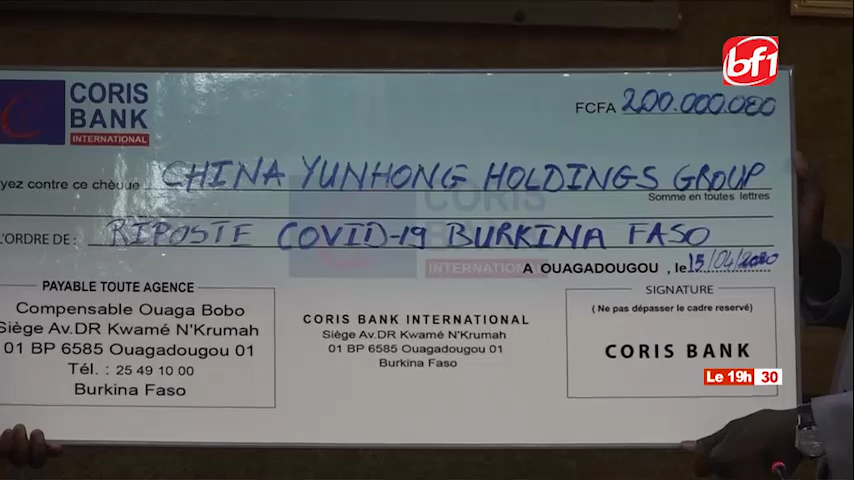 bf1
CORIS
BANK
INTERNATIONAL
FCFA 200.000.000
yez contre ce chèque CHINA YUNHONG HOLDINGS GROUP
Somme en toutes lettres
L'ORDRE DE : RIPOSTE COVID-19 BURKINA FASO
CORIS
BANK
INTERNATIONAL
A OUAGADOUGOU , le 15/04/2020
PAYABLE TOUTE AGENCE
Compensable Ouaga Bobo
Siège Av.DR Kwamé N'Krumah
01 BP 6585 Ouagadougou 01
Tél. : 25 49 10 00
Burkina Faso
CORIS BANK INTERNATIONAL
Siège Av.DR Kwamé N'Krumah
01 BP 6585 Ouagadougou 01
Burkina Faso
SIGNATURE
( Ne pas dépasser le cadre reservé)
CORIS BANK
Le 19h 30